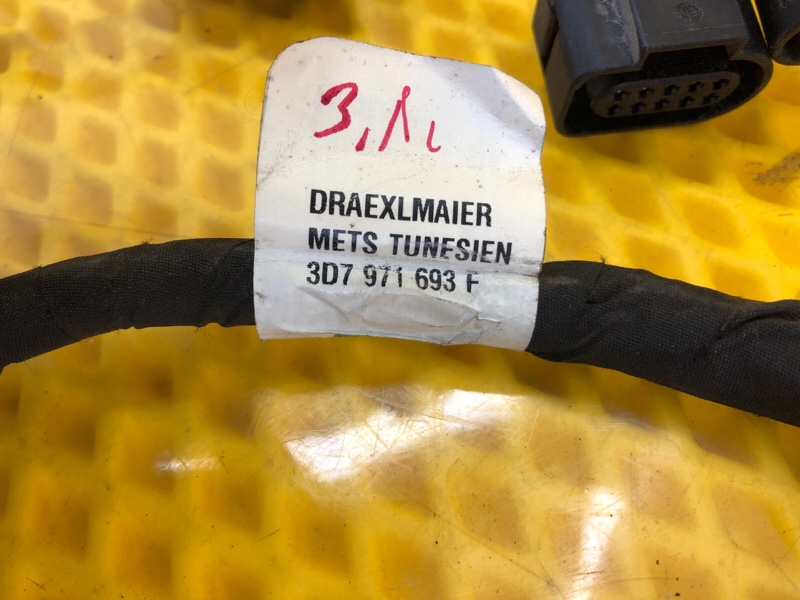 3,1L
DRAEXLMAIER
METS TUNESIEN
3D7 971 693 F